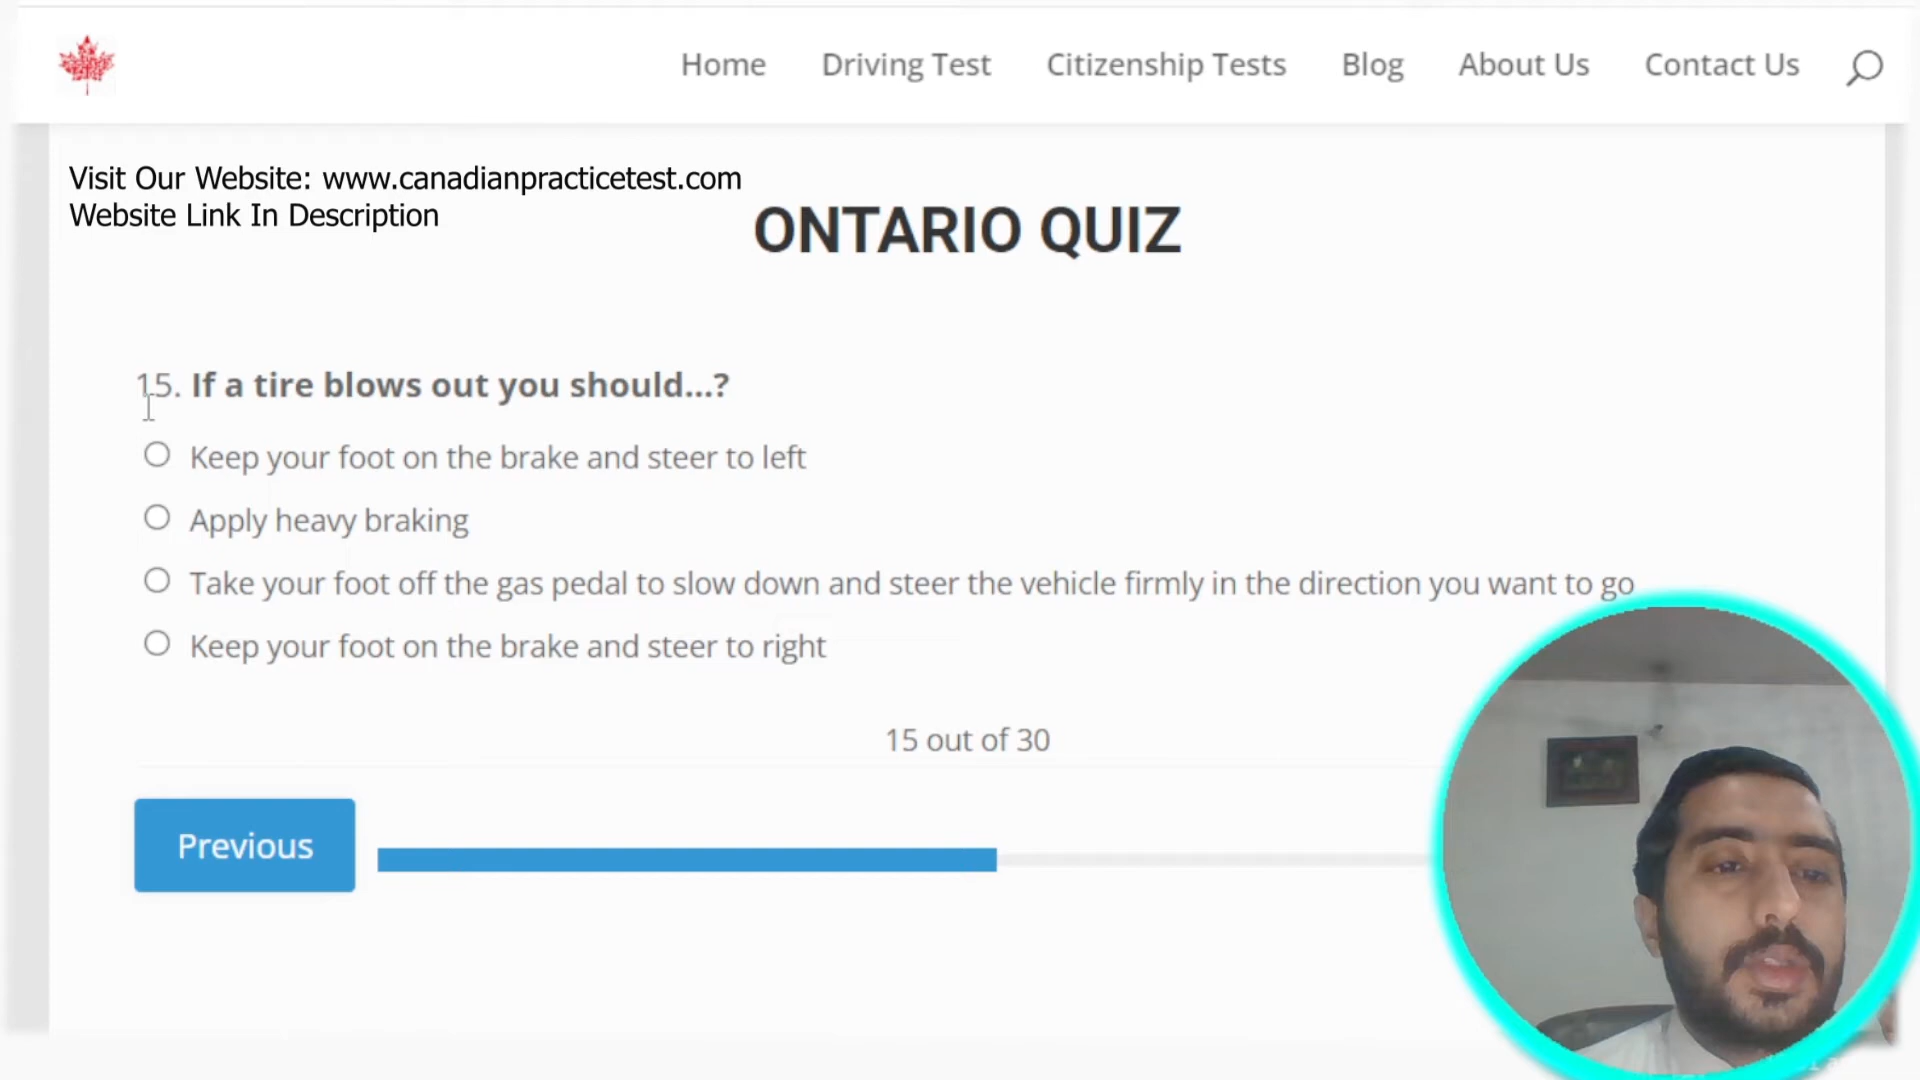 Home Driving Test Citizenship Tests Blog About Us Contact Us
Visit Our Website: www.canadianpracticetest.com
Website Link In Description
ONTARIO QUIZ
15. If a tire blows out you should...?
Keep your foot on the brake and steer to left
Apply heavy braking
Take your foot off the gas pedal to slow down and steer the vehicle firmly in the direction you want to go
Keep your foot on the brake and steer to right
15 out of 30
Previous